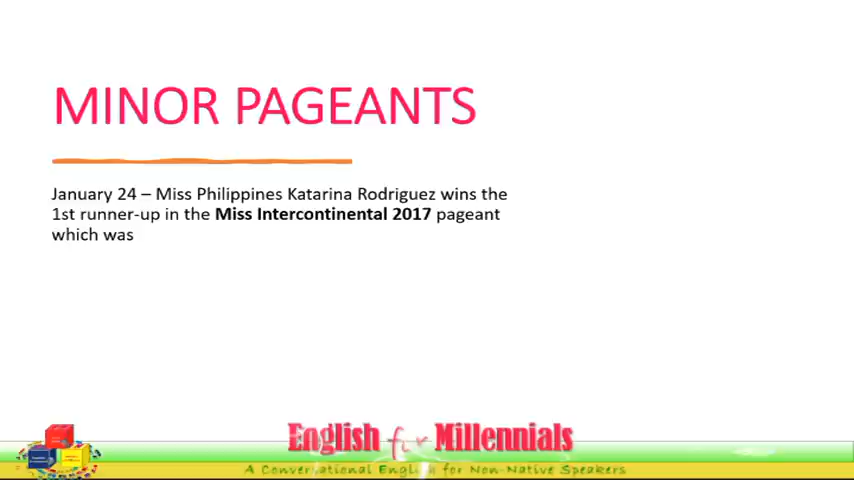 MINOR PAGEANTS
January 24 – Miss Philippines Katarina Rodriguez wins the
1st runner-up in the Miss Intercontinental 2017 pageant
which was
English for Millennials
A Conversational English for Non-Native Speakers